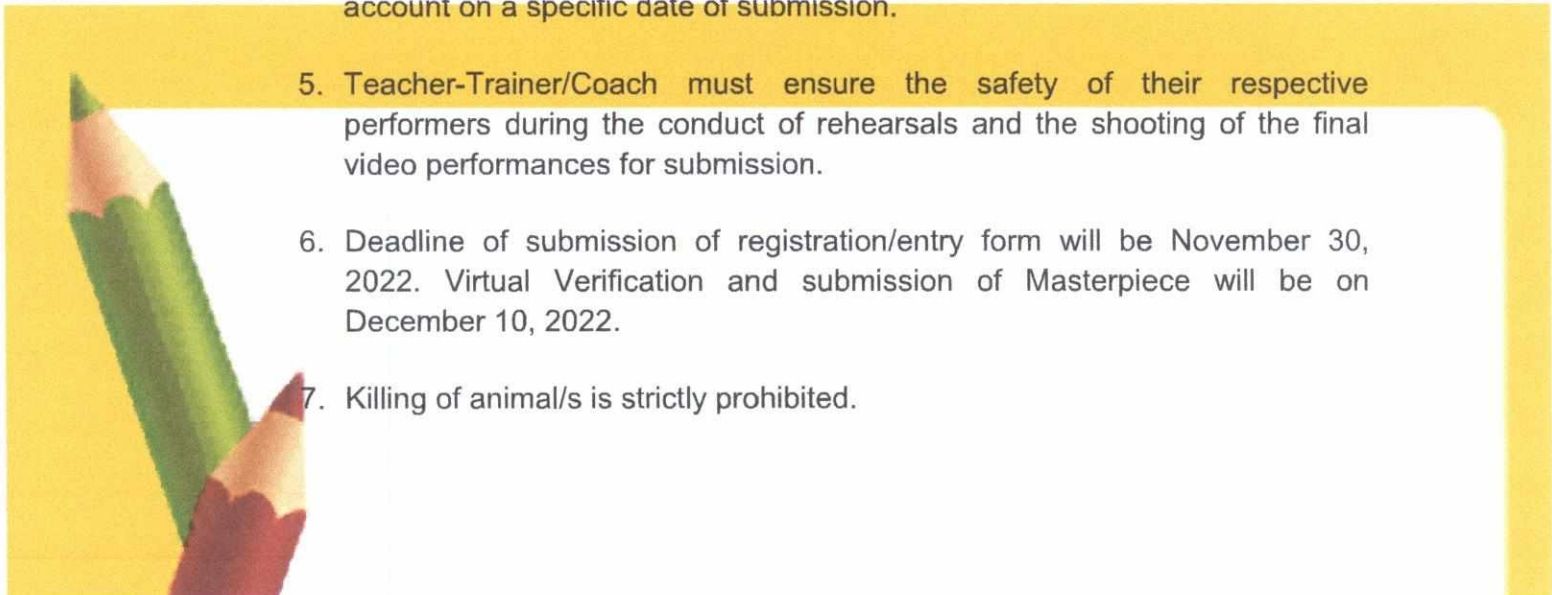 account on a specific date of submission.
5. Teacher-Trainer/Coach must ensure the safety of their respective
performers during the conduct of rehearsals and the shooting of the final
video performances for submission.
6. Deadline of submission of registration/entry form will be November 30,
2022. Virtual Verification and submission of Masterpiece will be on
December 10, 2022.
7. Killing of animal/s is strictly prohibited.